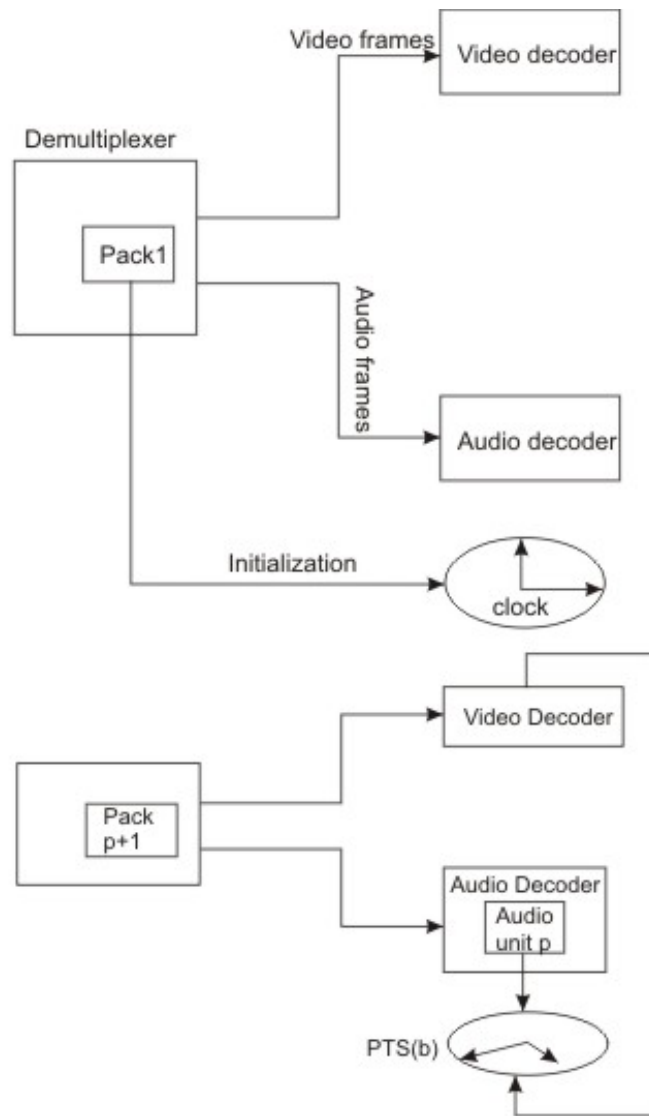 Video frames
Video decoder
Demultiplexer
Pack1
Audio frames
Audio decoder
Initialization
clock
Video Decoder
Pack
p+1
Audio Decoder
Audio
unit p
PTS(b)